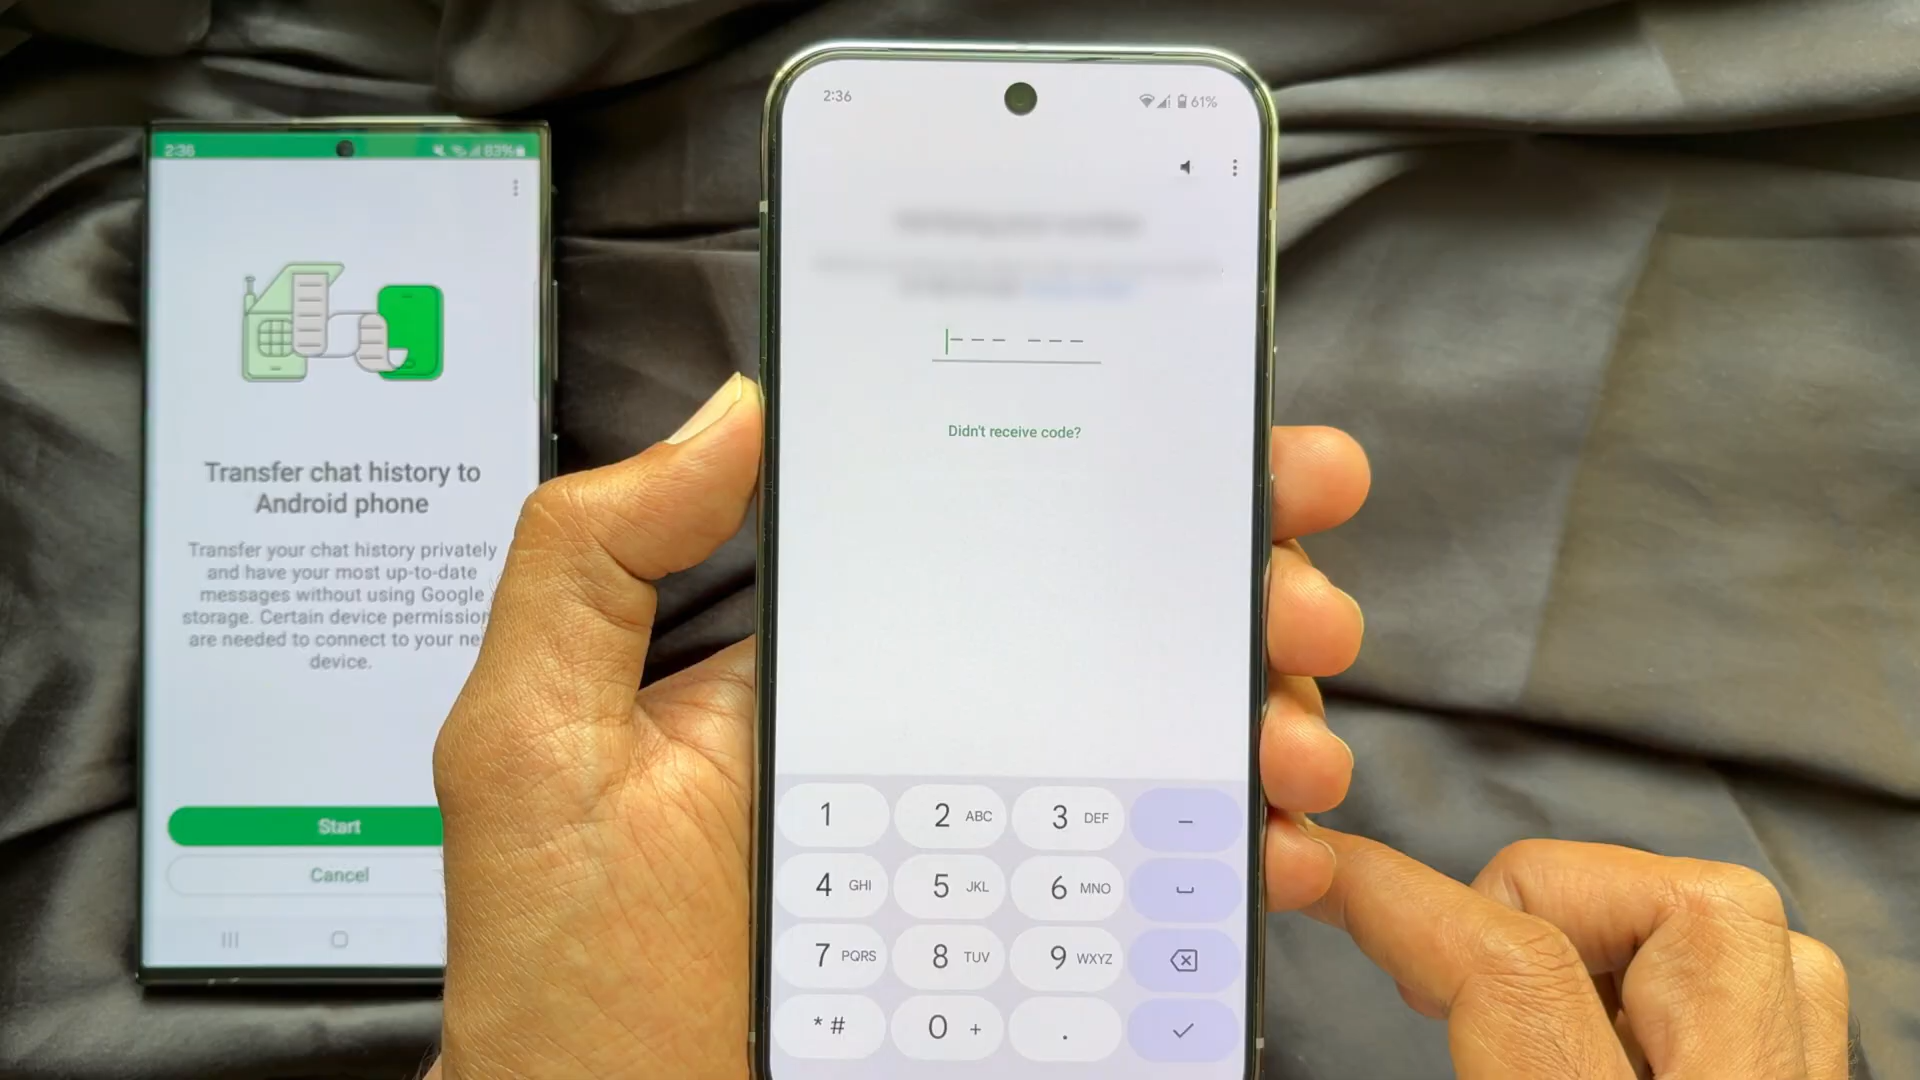 2:36
83%
Transfer chat history to
Android phone
Transfer your chat history privately
and have your most up-to-date
messages without using Google
storage. Certain device permission
are needed to connect to your ne
device.
Start
Cancel
2:36
61%
Didn't receive code?
1
2 ABC
3 DEF
–
4 GHI
5 JKL
6 MNO
7 PQRS
8 TUV
9 WXYZ
* #
0 +
.